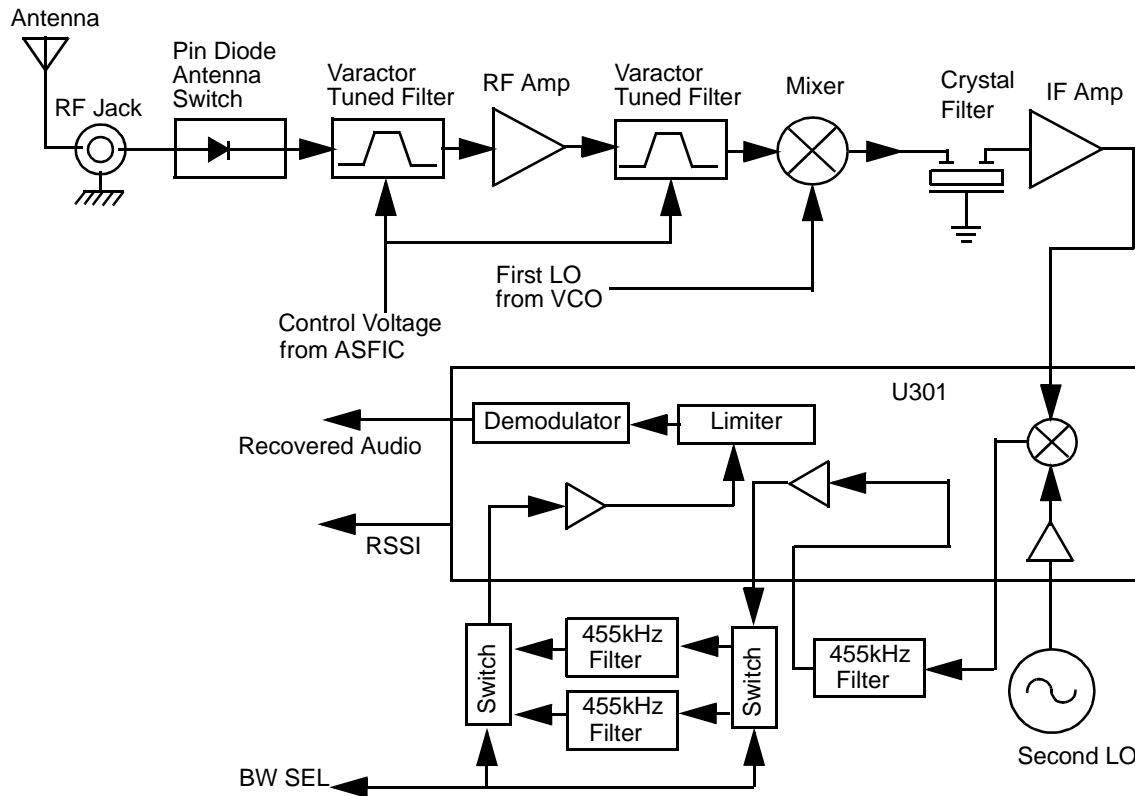 Antenna
Pin Diode
Antenna
Switch
RF Jack
Varactor
Tuned Filter
RF Amp
Varactor
Tuned Filter
Mixer
Crystal
Filter
IF Amp
First LO
from VCO
Control Voltage
from ASFIC
U301
Demodulator
Limiter
Recovered Audio
RSSI
Switch
455kHz
Filter
455kHz
Filter
Switch
455kHz
Filter
Second LO
BW SEL